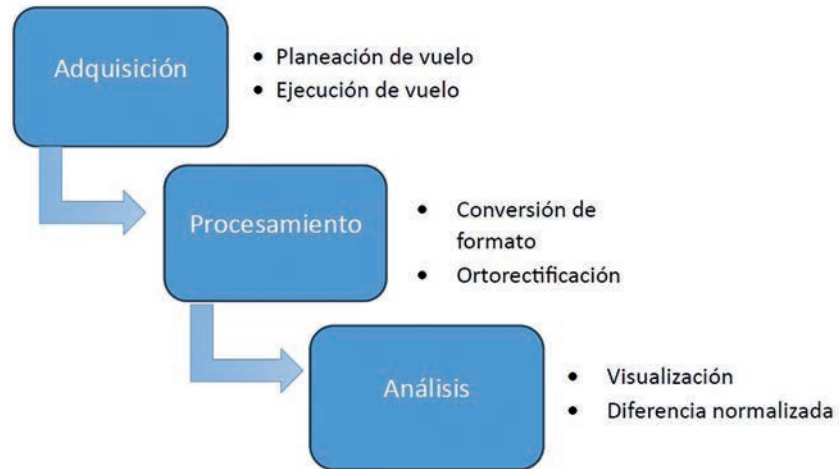 Adquisición
• Planeación de vuelo
• Ejecución de vuelo
Procesamiento
• Conversión de
formato
• Ortorectificación
Análisis
• Visualización
• Diferencia normalizada